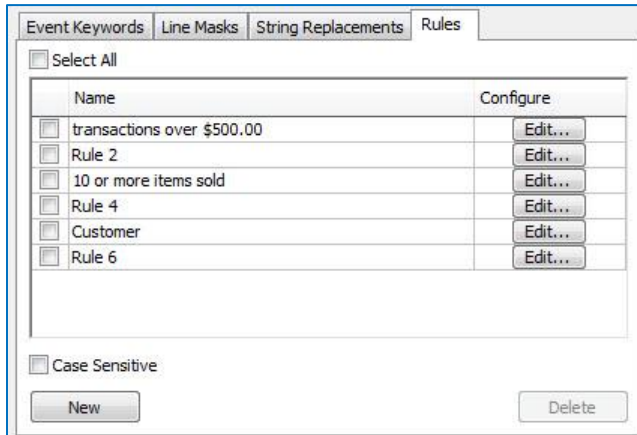 Event Keywords Line Masks String Replacements Rules
Select All
Name Configure
transactions over $500.00 Edit...
Rule 2 Edit...
10 or more items sold Edit...
Rule 4 Edit...
Customer Edit...
Rule 6 Edit...
Case Sensitive
New Delete